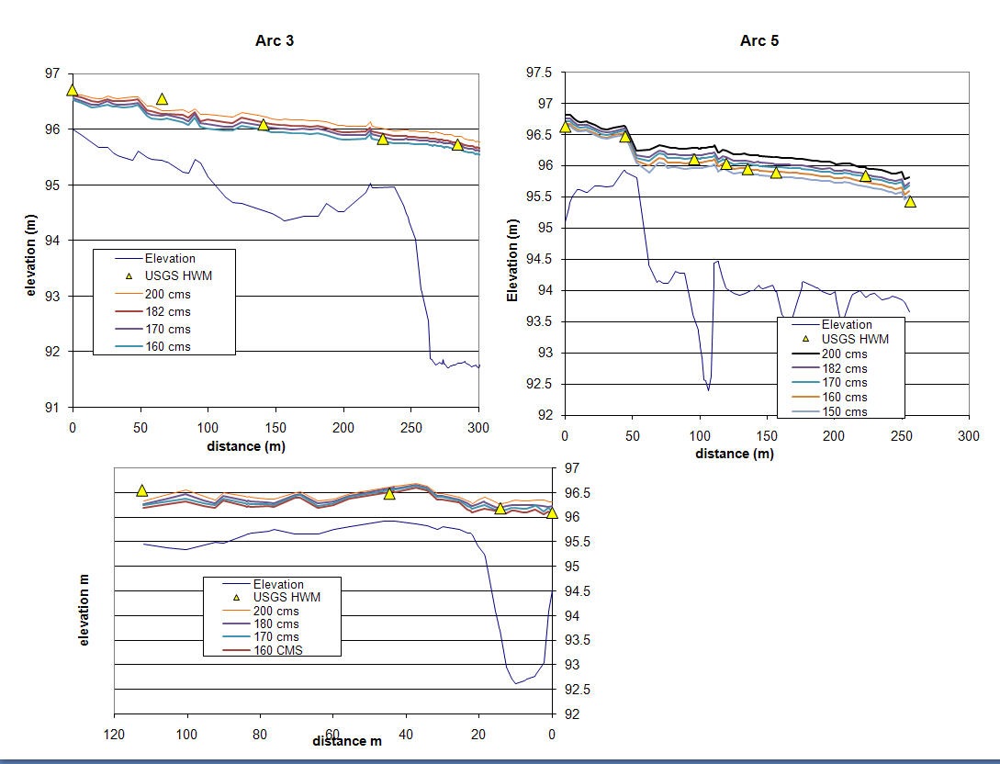 Arc 3
97
96
95
94
93
92
91
elevation (m)
Elevation
USGS HWM
200 cms
182 cms
170 cms
160 cms
0 50 100 150 200 250 300
distance (m)
Arc 5
97.5
97
96.5
96
95.5
95
94.5
94
93.5
93
92.5
92
Elevation (m)
Elevation
USGS HWM
200 cms
182 cms
170 cms
160 cms
150 cms
0 50 100 150 200 250 300
distance (m)
97
96.5
96
95.5
95
94.5
94
93.5
93
92.5
92
elevation m
Elevation
USGS HWM
200 cms
180 cms
170 cms
160 CMS
120 100 80 60 40 20 0
distance m